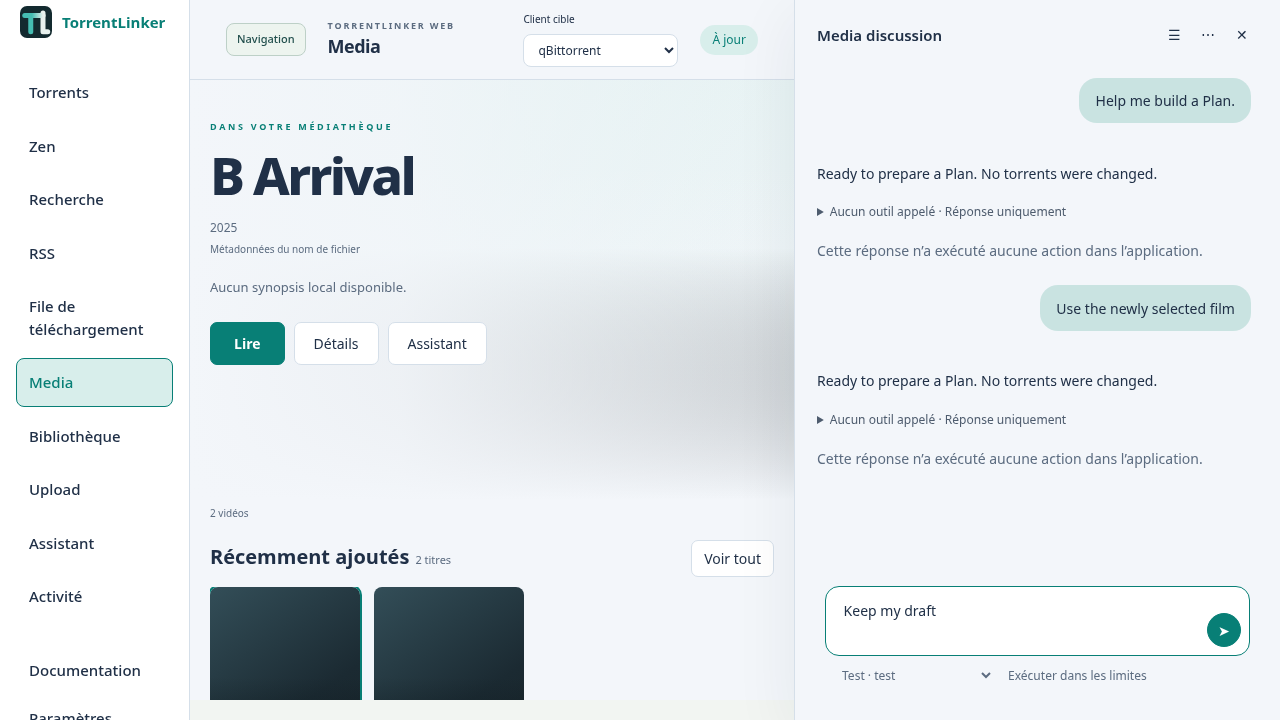 TorrentLinker
Torrents
Zen
Recherche
RSS
File de
téléchargement
Media
Bibliothèque
Upload
Assistant
Activité
Documentation
Paramètres
Navigation
TORRENTLINKER WEB
Media
Client cible
qBittorrent
À jour
DANS VOTRE MÉDIATHÈQUE
B Arrival
2025
Métadonnées du nom de fichier
Aucun synopsis local disponible.
Lire
Détails
Assistant
2 vidéos
Récemment ajoutés 2 titres
Voir tout
Media discussion
Help me build a Plan.
Ready to prepare a Plan. No torrents were changed.
Aucun outil appelé · Réponse uniquement
Cette réponse n’a exécuté aucune action dans l’application.
Use the newly selected film
Ready to prepare a Plan. No torrents were changed.
Aucun outil appelé · Réponse uniquement
Cette réponse n’a exécuté aucune action dans l’application.
Keep my draft
Test · test
Exécuter dans les limites